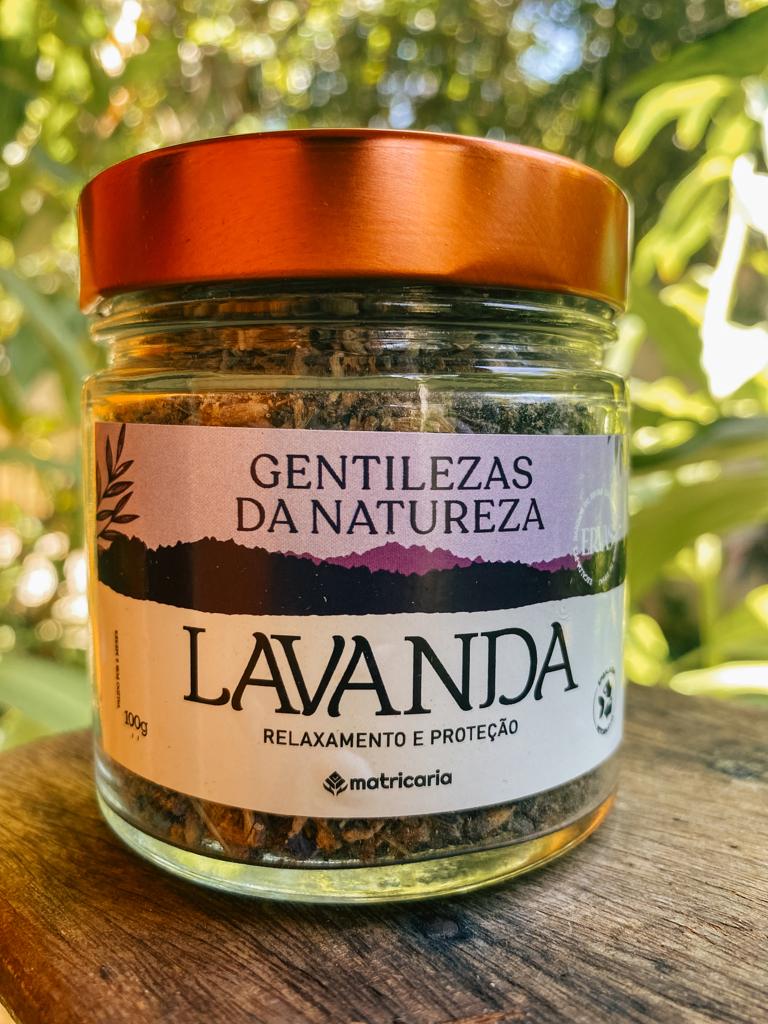 GENTILEZAS
DA NATUREZA
LAVANDA
100g
RELAXAMENTO E PROTEÇÃO
matricaria